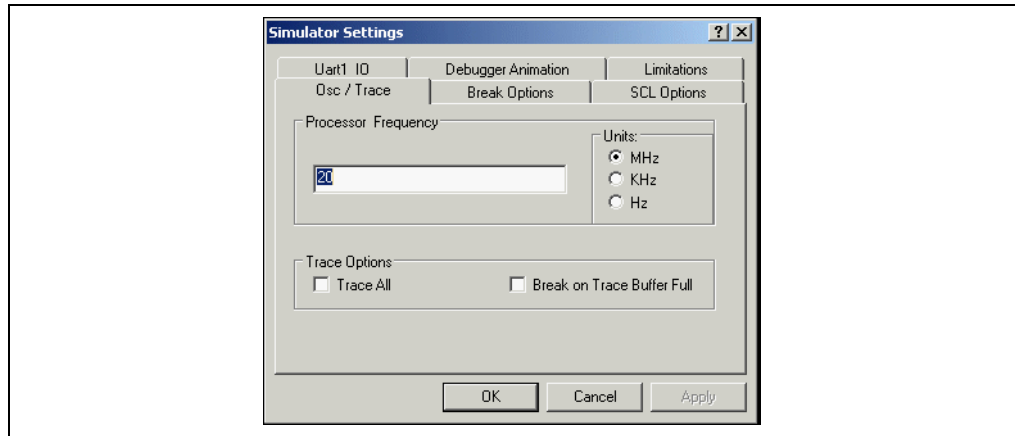 Simulator Settings
Uart1 IO
Debugger Animation
Limitations
Osc / Trace
Break Options
SCL Options
Processor Frequency
20
Units:
MHz
KHz
Hz
Trace Options
Trace All
Break on Trace Buffer Full
OK
Cancel
Apply